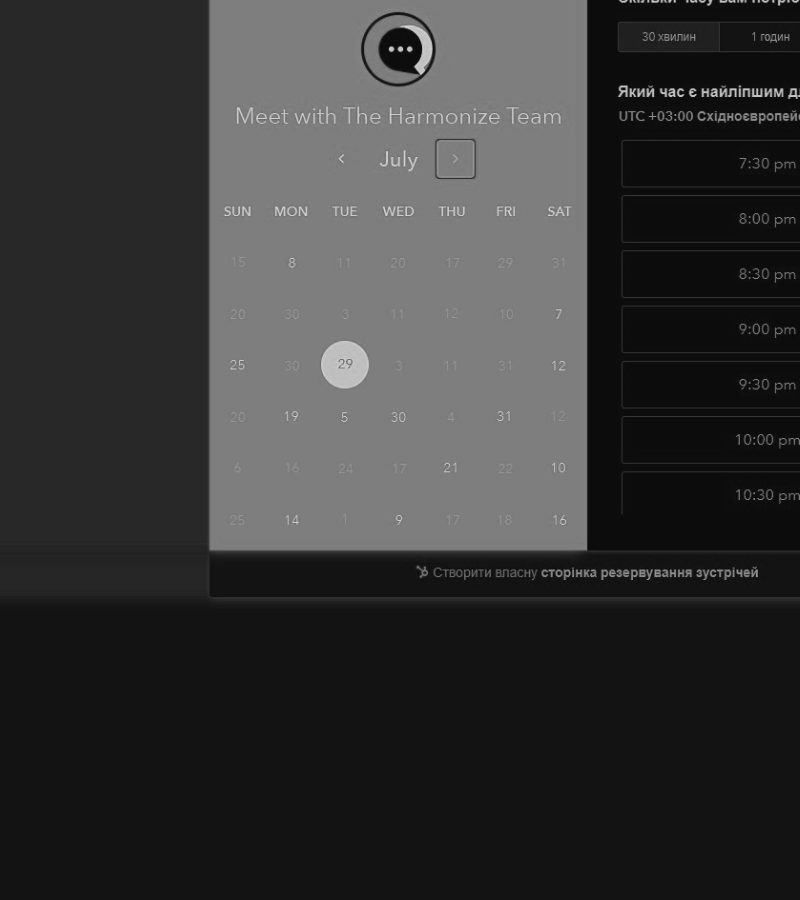 Meet with The Harmonize Team
July
SUN MON TUE WED THU FRI SAT
15 8 11 20 17 29 31
20 30 3 11 12 10 7
25 30 29 3 11 31 12
20 19 5 30 4 31 12
6 16 24 17 21 22 10
25 14 1 9 17 18 16
30 хвилин 1 годин
Який час є найліпшим
UTC +03:00
7:30 pm
8:00 pm
8:30 pm
9:00 pm
9:30 pm
10:00 pm
10:30 pm
Створити власну сторінка резервування зустрічей